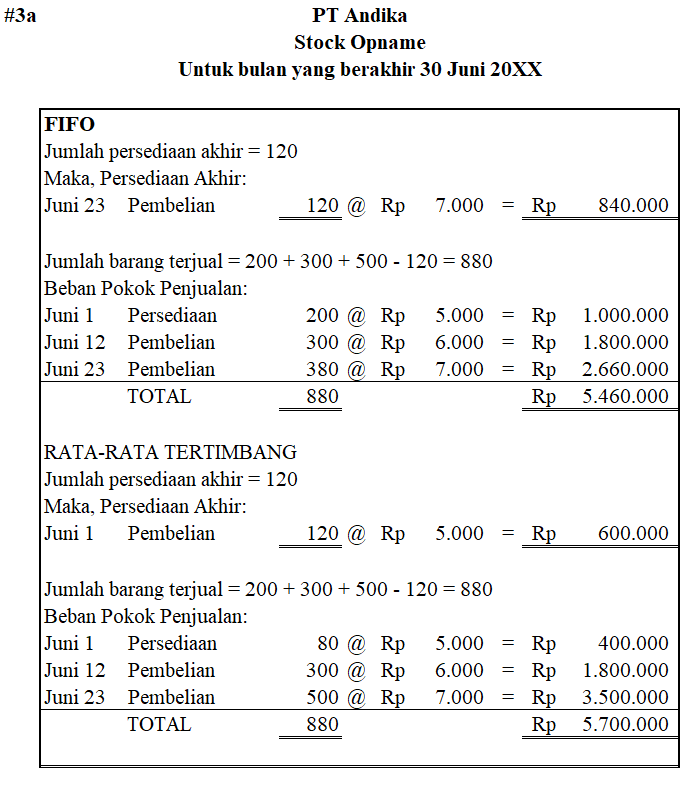 #3a PT Andika
Stock Opname
Untuk bulan yang berakhir 30 Juni 20XX
FIFO
Jumlah persediaan akhir = 120
Maka, Persediaan Akhir:
Juni 23 Pembelian 120 @ Rp 7.000 = Rp 840.000
Jumlah barang terjual = 200 + 300 + 500 - 120 = 880
Beban Pokok Penjualan:
Juni 1 Persediaan 200 @ Rp 5.000 = Rp 1.000.000
Juni 12 Pembelian 300 @ Rp 6.000 = Rp 1.800.000
Juni 23 Pembelian 380 @ Rp 7.000 = Rp 2.660.000
TOTAL 880 Rp 5.460.000
RATA-RATA TERTIMBANG
Jumlah persediaan akhir = 120
Maka, Persediaan Akhir:
Juni 1 Pembelian 120 @ Rp 5.000 = Rp 600.000
Jumlah barang terjual = 200 + 300 + 500 - 120 = 880
Beban Pokok Penjualan:
Juni 1 Persediaan 80 @ Rp 5.000 = Rp 400.000
Juni 12 Pembelian 300 @ Rp 6.000 = Rp 1.800.000
Juni 23 Pembelian 500 @ Rp 7.000 = Rp 3.500.000
TOTAL 880 Rp 5.700.000